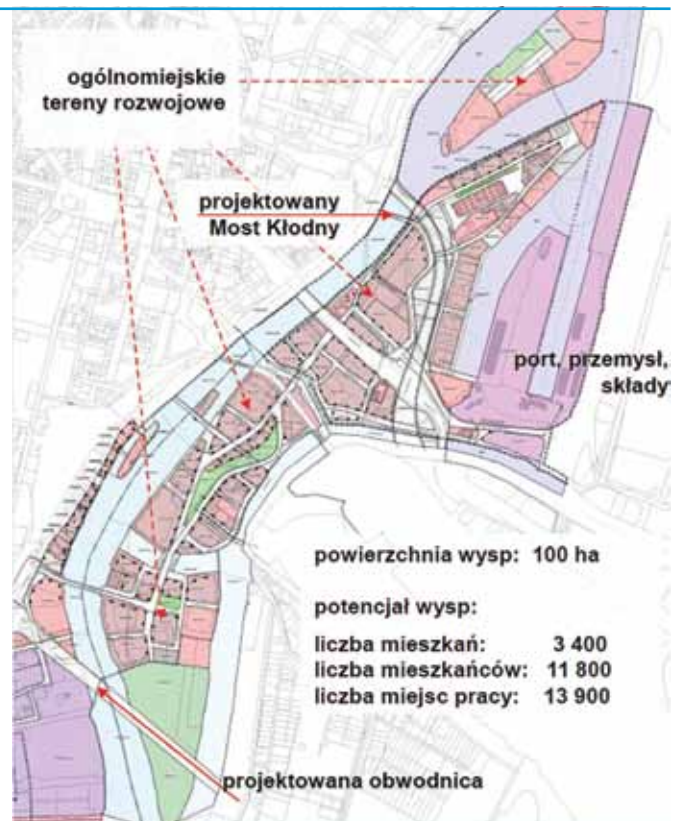 ogólnomiejskie
tereny rozwojowe
projektowany
Most Kłodny
port, przemysł,
składy
powierzchnia wysp: 100 ha
potencjał wysp:
liczba mieszkań: 3 400
liczba mieszkańców: 11 800
liczba miejsc pracy: 13 900
projektowana obwodnica